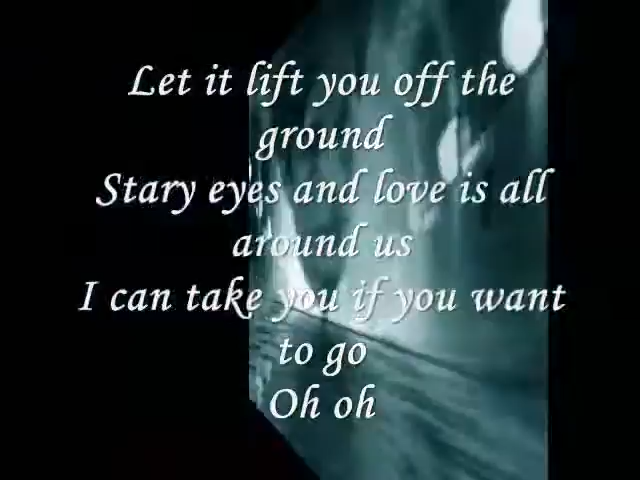 Let it lift you off the
ground
Stary eyes and love is all
around us
I can take you if you want
to go
Oh oh